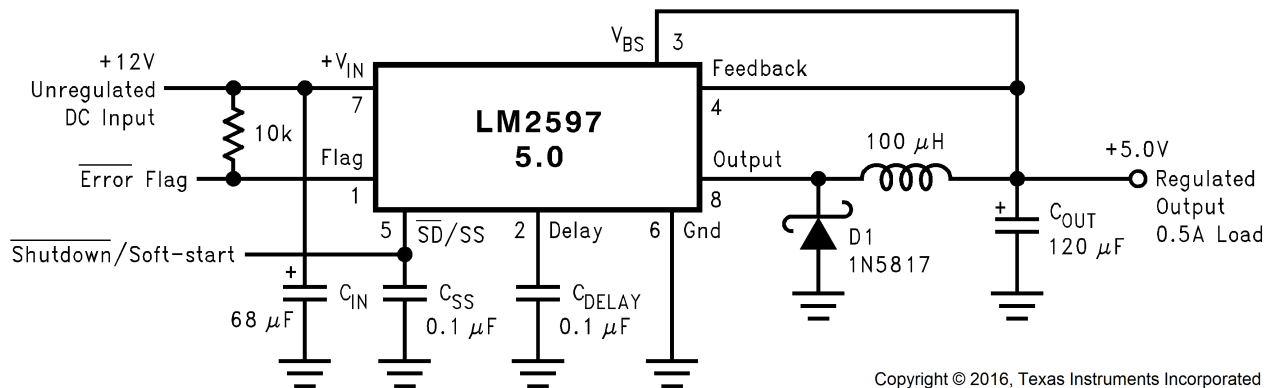 V_BS 3
+12V
Unregulated
DC Input
+V_IN
7
10k
Error Flag
Flag
1
LM2597
5.0
Feedback
4
Output
8
100 μH
+5.0V
Regulated
Output
0.5A Load
C_OUT
+
120 μF
D1
1N5817
5 SD/SS
2 Delay
6 Gnd
Shutdown/Soft-start
+
C_IN
68 μF
C_SS
0.1 μF
C_DELAY
0.1 μF
Copyright © 2016, Texas Instruments Incorporated